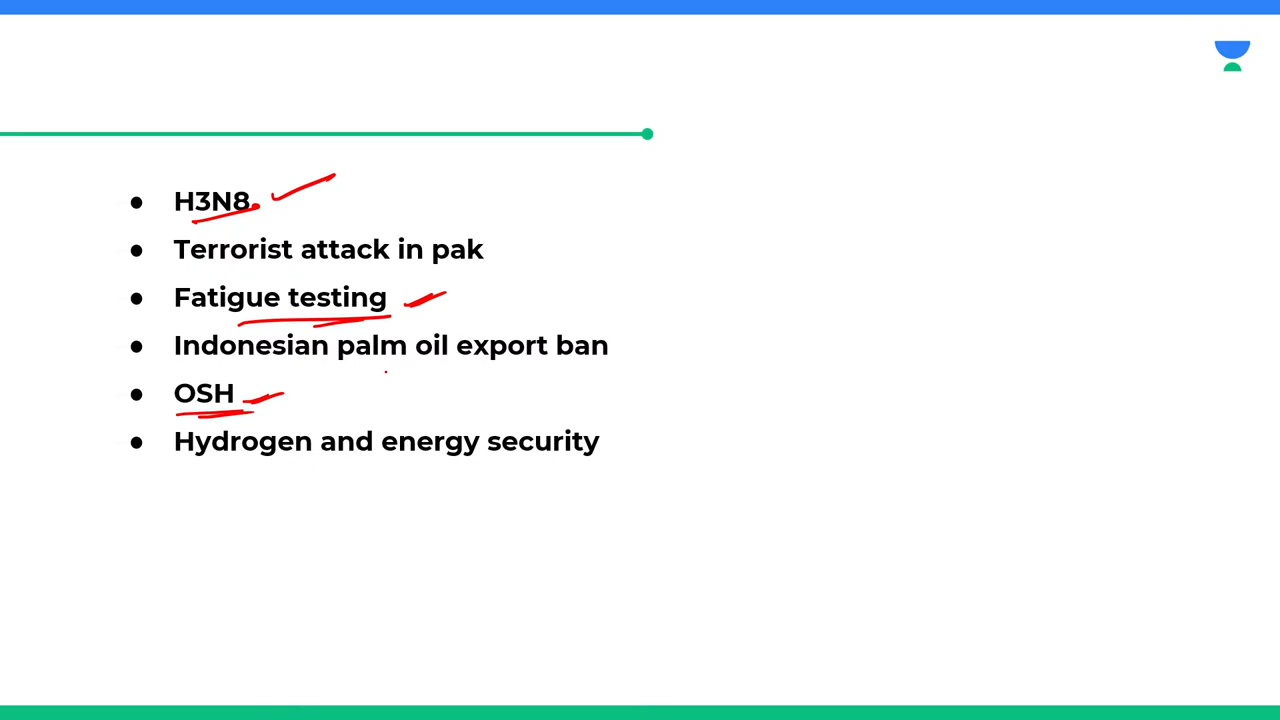 ● H3N8.
● Terrorist attack in pak
● Fatigue testing
● Indonesian palm oil export ban
● OSH
● Hydrogen and energy security